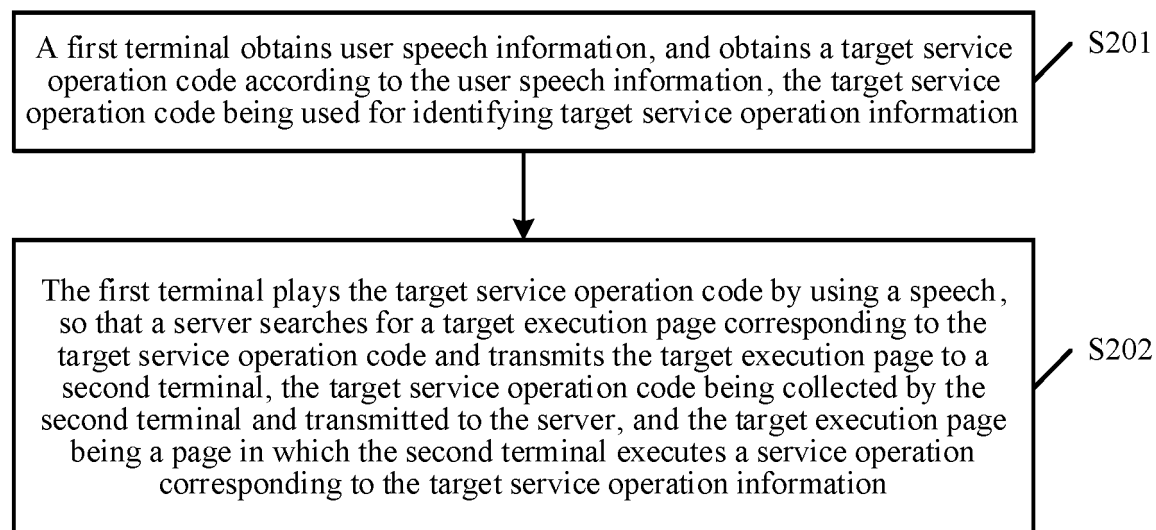 A first terminal obtains user speech information, and obtains a target service
operation code according to the user speech information, the target service
operation code being used for identifying target service operation information
S201
The first terminal plays the target service operation code by using a speech,
so that a server searches for a target execution page corresponding to the
target service operation code and transmits the target execution page to a
second terminal, the target service operation code being collected by the
second terminal and transmitted to the server, and the target execution page
being a page in which the second terminal executes a service operation
corresponding to the target service operation information
S202